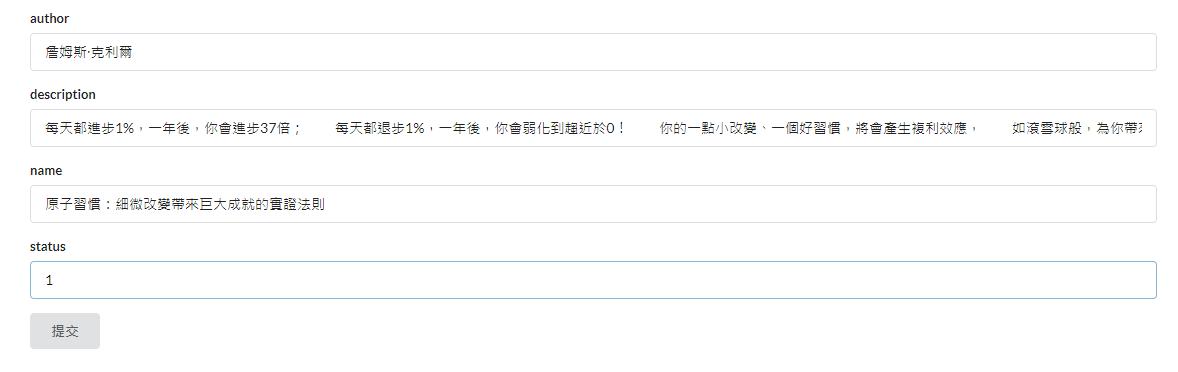 author
詹姆斯·克利爾
description
每天都進步1%，一年後，你會進步37倍； 每天都退步1%，一年後，你會弱化到趨近於0！ 你的一點小改變、一個好習慣，將會產生複利效應， 如滾雪球般，為你帶
name
原子習慣：細微改變帶來巨大成就的實證法則
status
1
提交